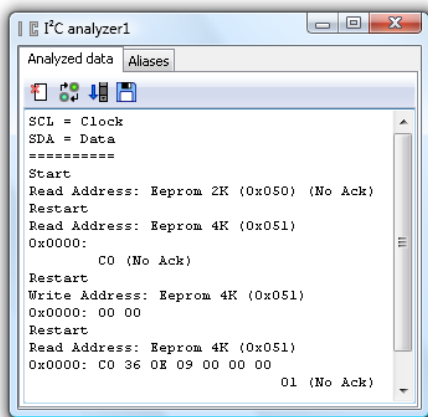 I²C analyzer1
Analyzed data Aliases
SCL = Clock
SDA = Data
==========
Start
Read Address: Eeprom 2K (0x050) (No Ack)
Restart
Read Address: Eeprom 4K (0x051)
0x0000:
C0 (No Ack)
Restart
Write Address: Eeprom 4K (0x051)
0x0000: 00 00
Restart
Read Address: Eeprom 4K (0x051)
0x0000: C0 36 0E 09 00 00 00
01 (No Ack)